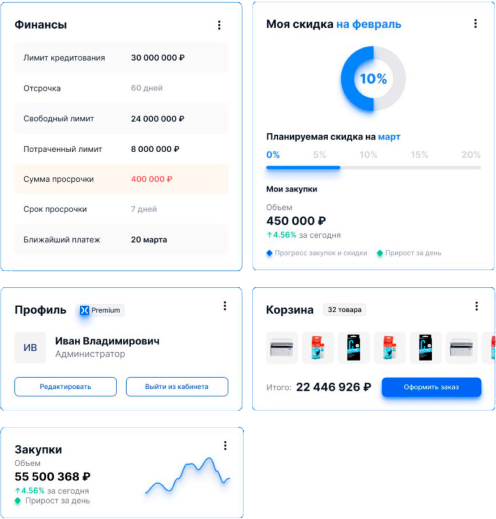 Финансы
Лимит кредитования 30 000 000 ₽
Отсрочка 60 дней
Свободный лимит 24 000 000 ₽
Потраченный лимит 8 000 000 ₽
Сумма просрочки 400 000 ₽
Срок просрочки 7 дней
Ближайший платеж 20 марта
Моя скидка на февраль
10%
Планируемая скидка на март
0% 5% 10% 15% 20%
Мои закупки
Объем
450 000 ₽
↑4.56% за сегодня
Прогресс закупок и скидки Прирост за день
Профиль Premium
ИВ
Иван Владимирович
Администратор
Редактировать Выйти из кабинета
Корзина 32 товара
Итого: 22 446 926 ₽ Оформить заказ
Закупки
Объем
55 500 368 ₽
↑4.56% за сегодня
Прирост за день